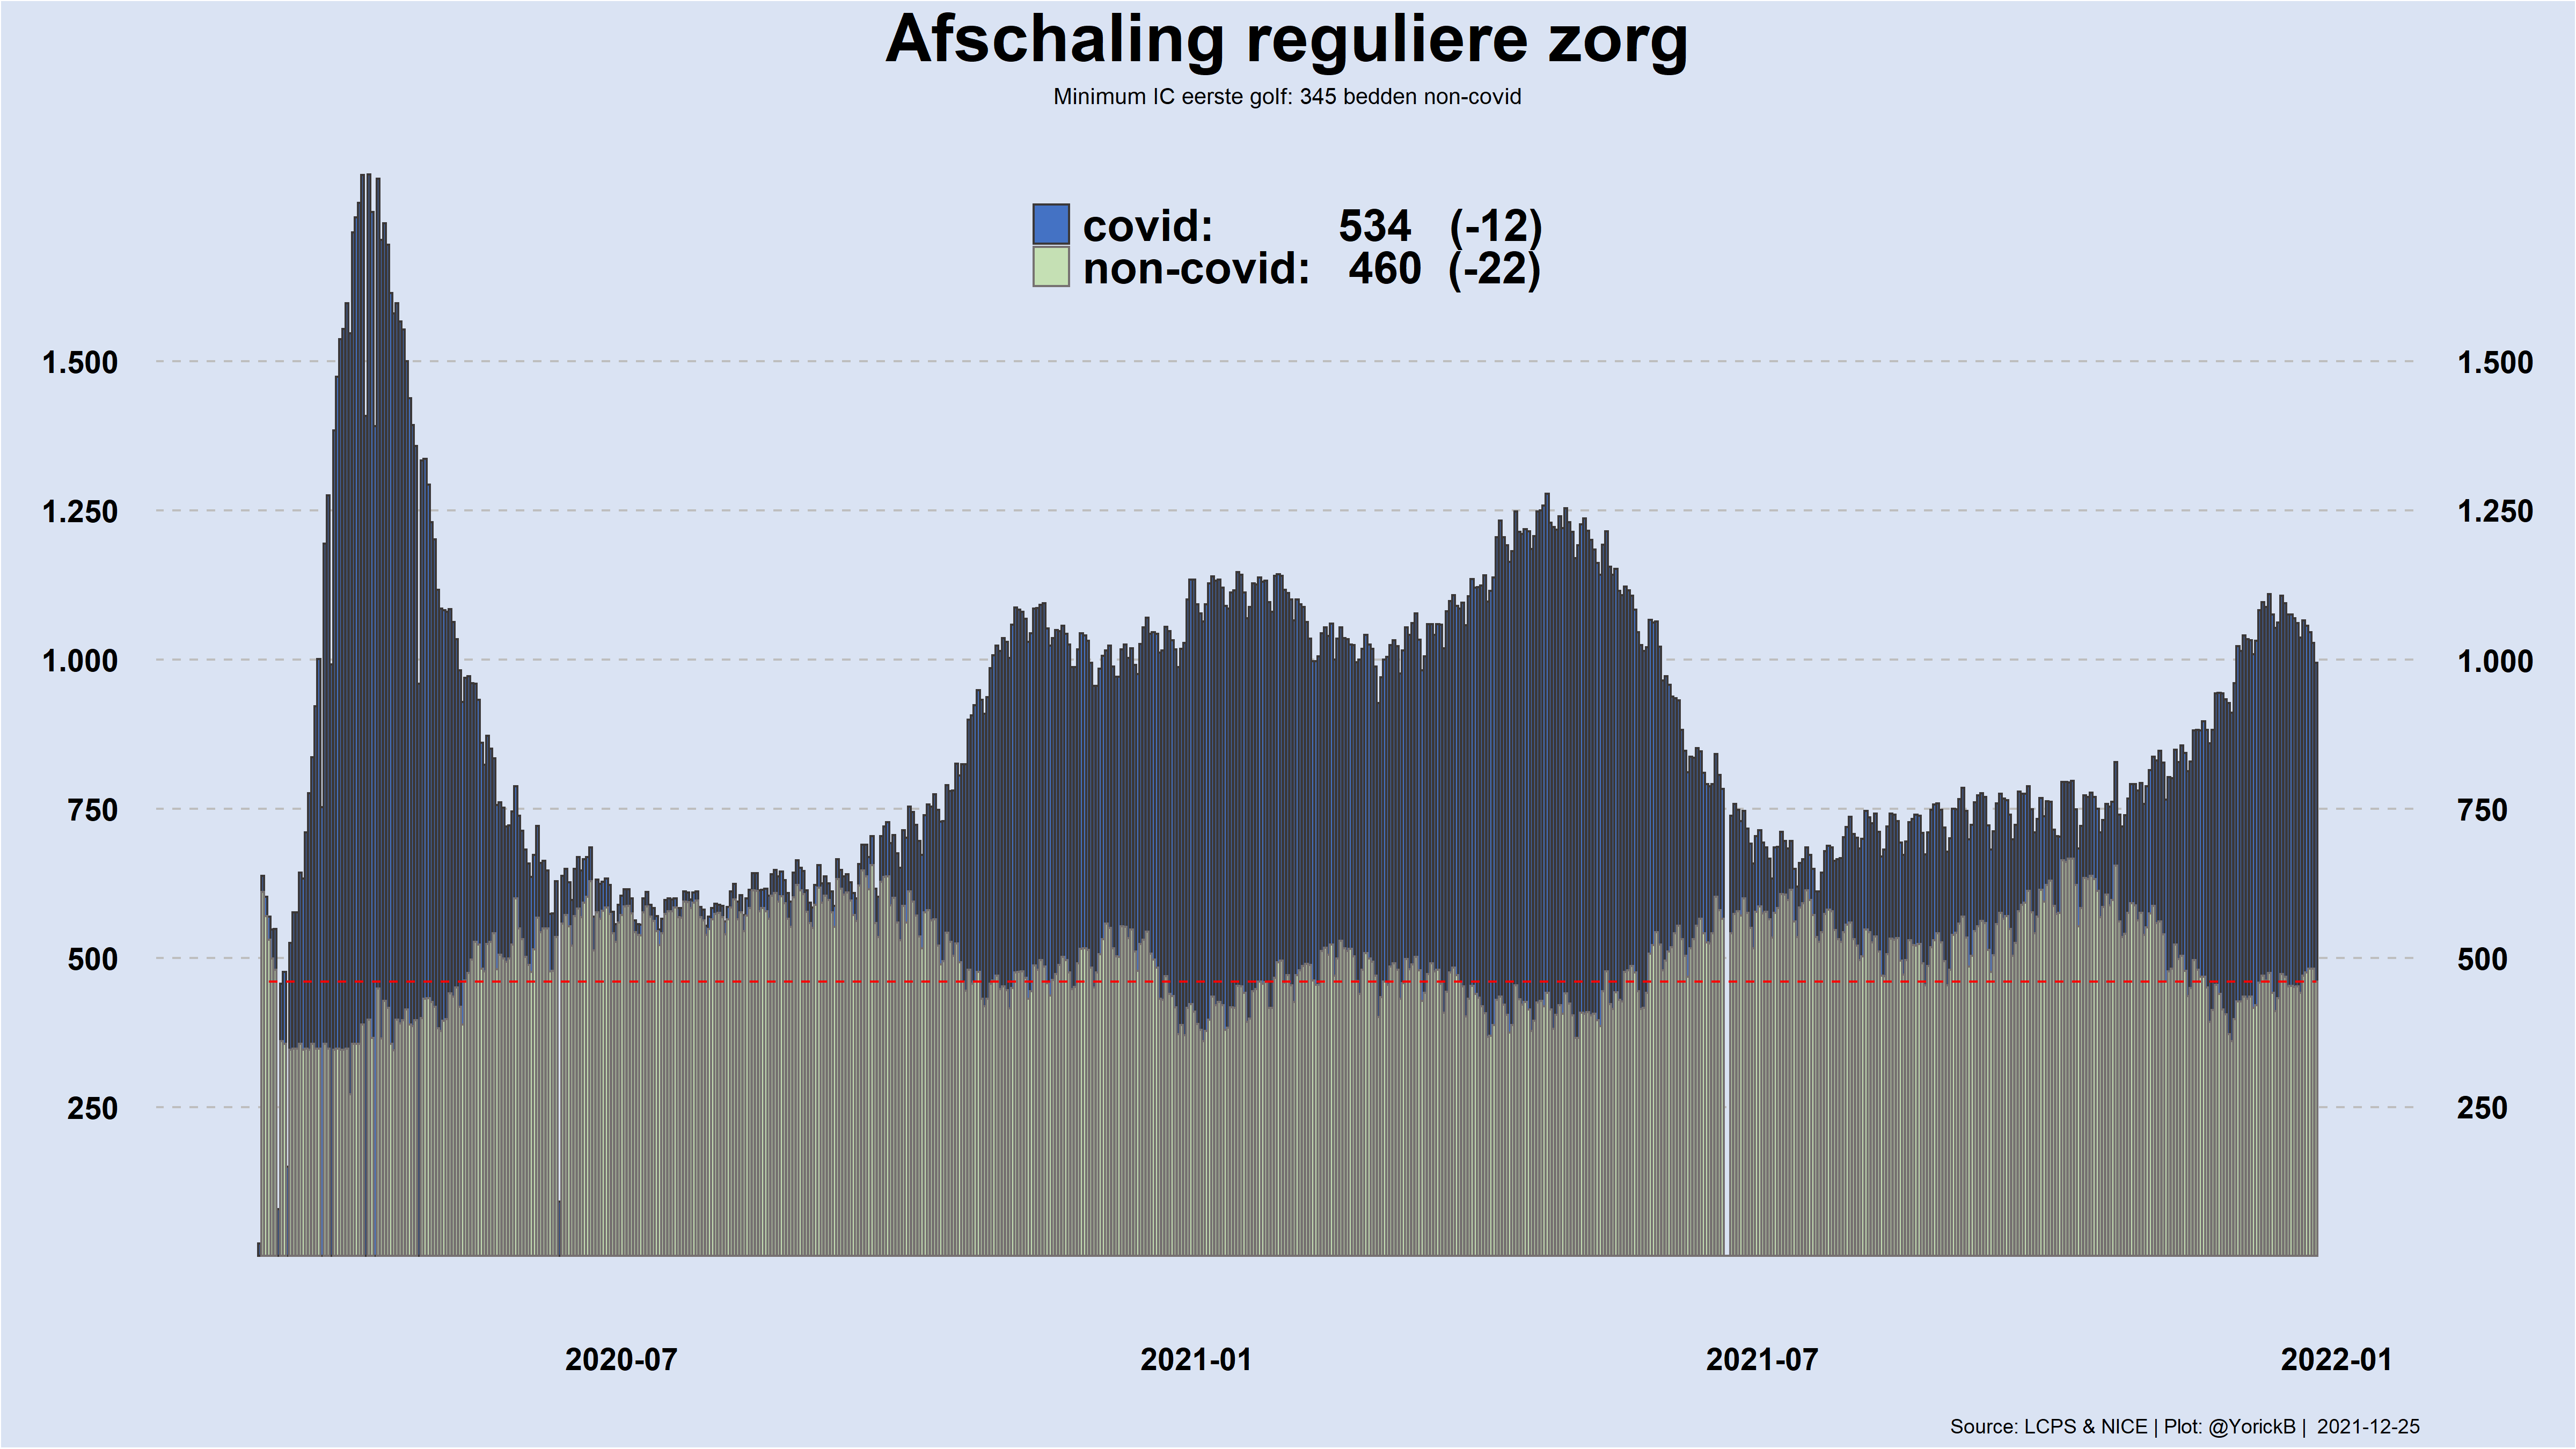 Afschaling reguliere zorg
Minimum IC eerste golf: 345 bedden non-covid
covid: 534 (-12)
non-covid: 460 (-22)
1.500 1.500
1.250 1.250
1.000 1.000
750 750
500 500
250 250
2020-07 2021-01 2021-07 2022-01
Source: LCPS & NICE | Plot: @YorickB | 2021-12-25